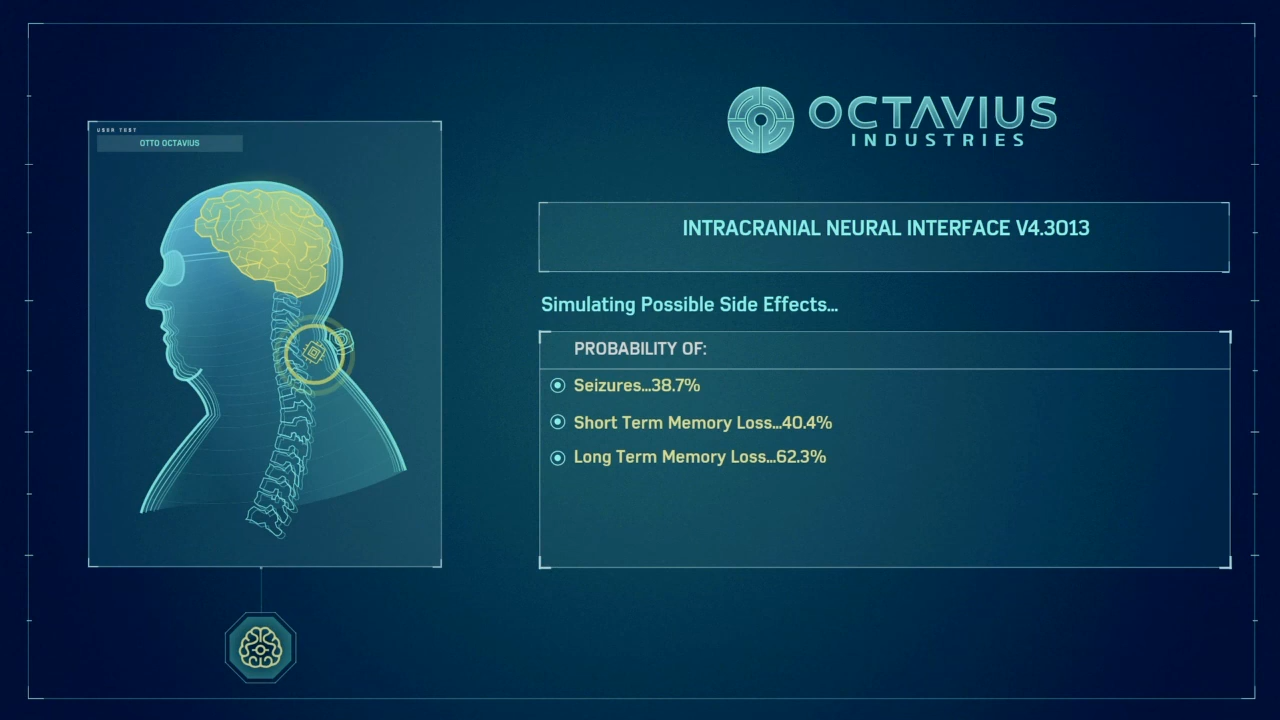 USER TEST
OTTO OCTAVIUS
OCTAVIUS
INDUSTRIES
INTRACRANIAL NEURAL INTERFACE V4.3013
Simulating Possible Side Effects...
PROBABILITY OF:
Seizures...38.7%
Short Term Memory Loss...40.4%
Long Term Memory Loss...62.3%